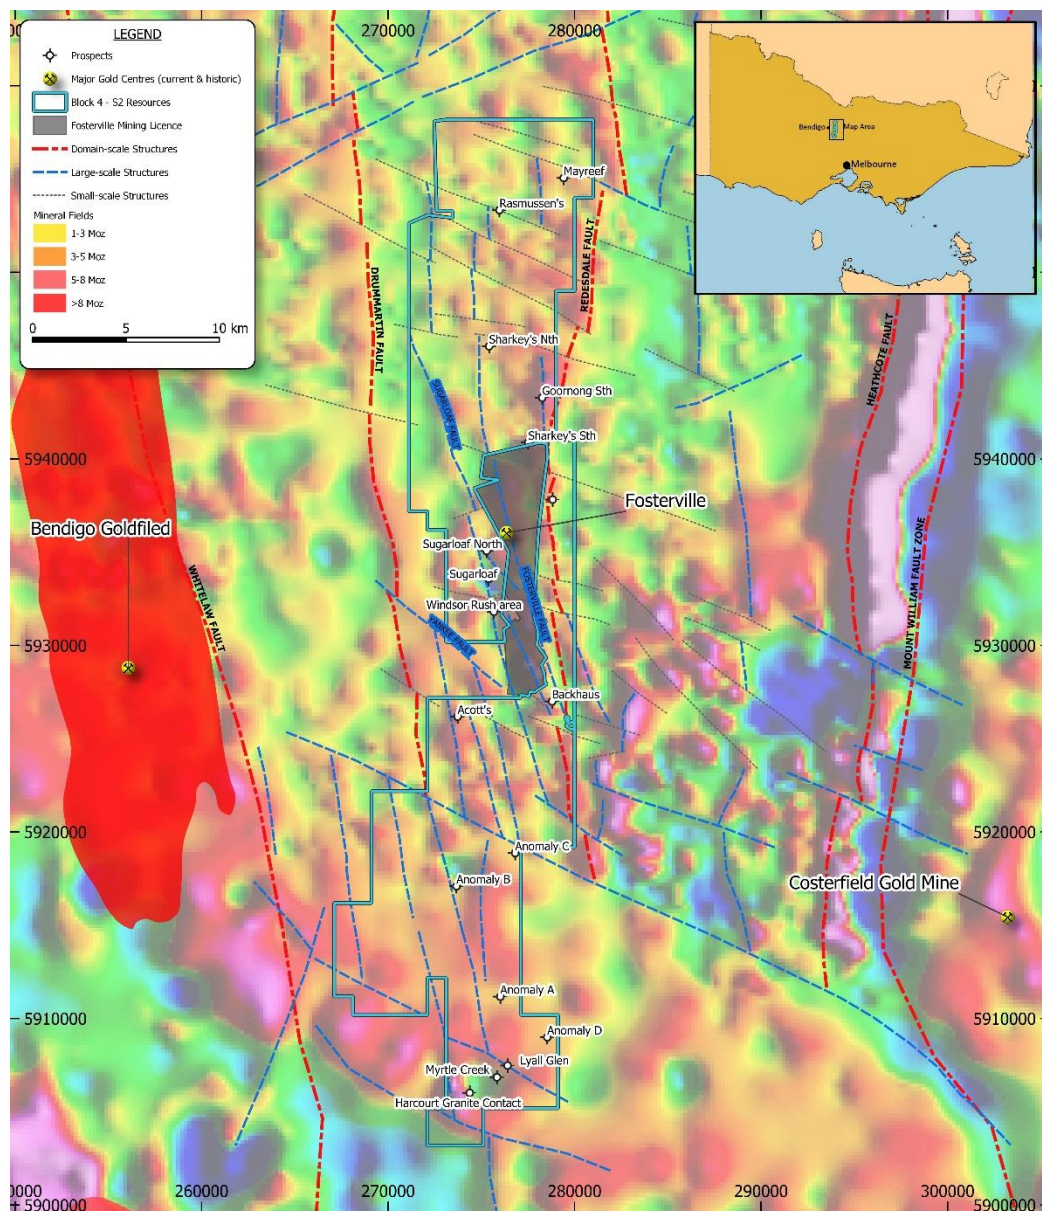 LEGEND
Prospects
Major Gold Centres (current & historic)
Block 4 - S2 Resources
Fosterville Mining Licence
Domain-scale Structures
Large-scale Structures
Small-scale Structures
Mineral Fields
1-3 Moz
3-5 Moz
5-8 Moz
>8 Moz
0 5 10 km
270000 280000
Bendigo
Map Area
Melbourne
Mayreef
Rasmussen's
REDESDALE FAULT
DRUMMARTIN FAULT
HEATHCOTE FAULT
Sharkey's Nth
Goornong Sth
SUGARLOAF FAULT
Sharkey's Sth
5940000 5940000
Fosterville
Bendigo Goldfiled
Sugarloaf North
Sugarloaf
FOSTERVILLE FAULT
WHITELAW FAULT
MOUNT WILLIAM FAULT ZONE
Windsor Rush area
5930000 5930000
Backhaus
Acott's
5920000 5920000
Anomaly C
Anomaly B
Costerfield Gold Mine
Anomaly A
5910000 5910000
Anomaly D
Lyall Glen
Myrtle Creek
Harcourt Granite Contact
0000 260000 270000 280000 290000 300000
5900000 5900000